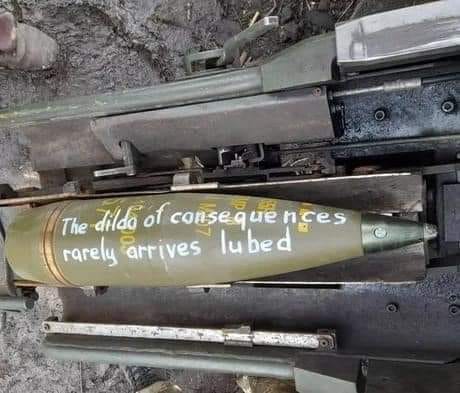 The dildo of consequences
rarely arrives lubed